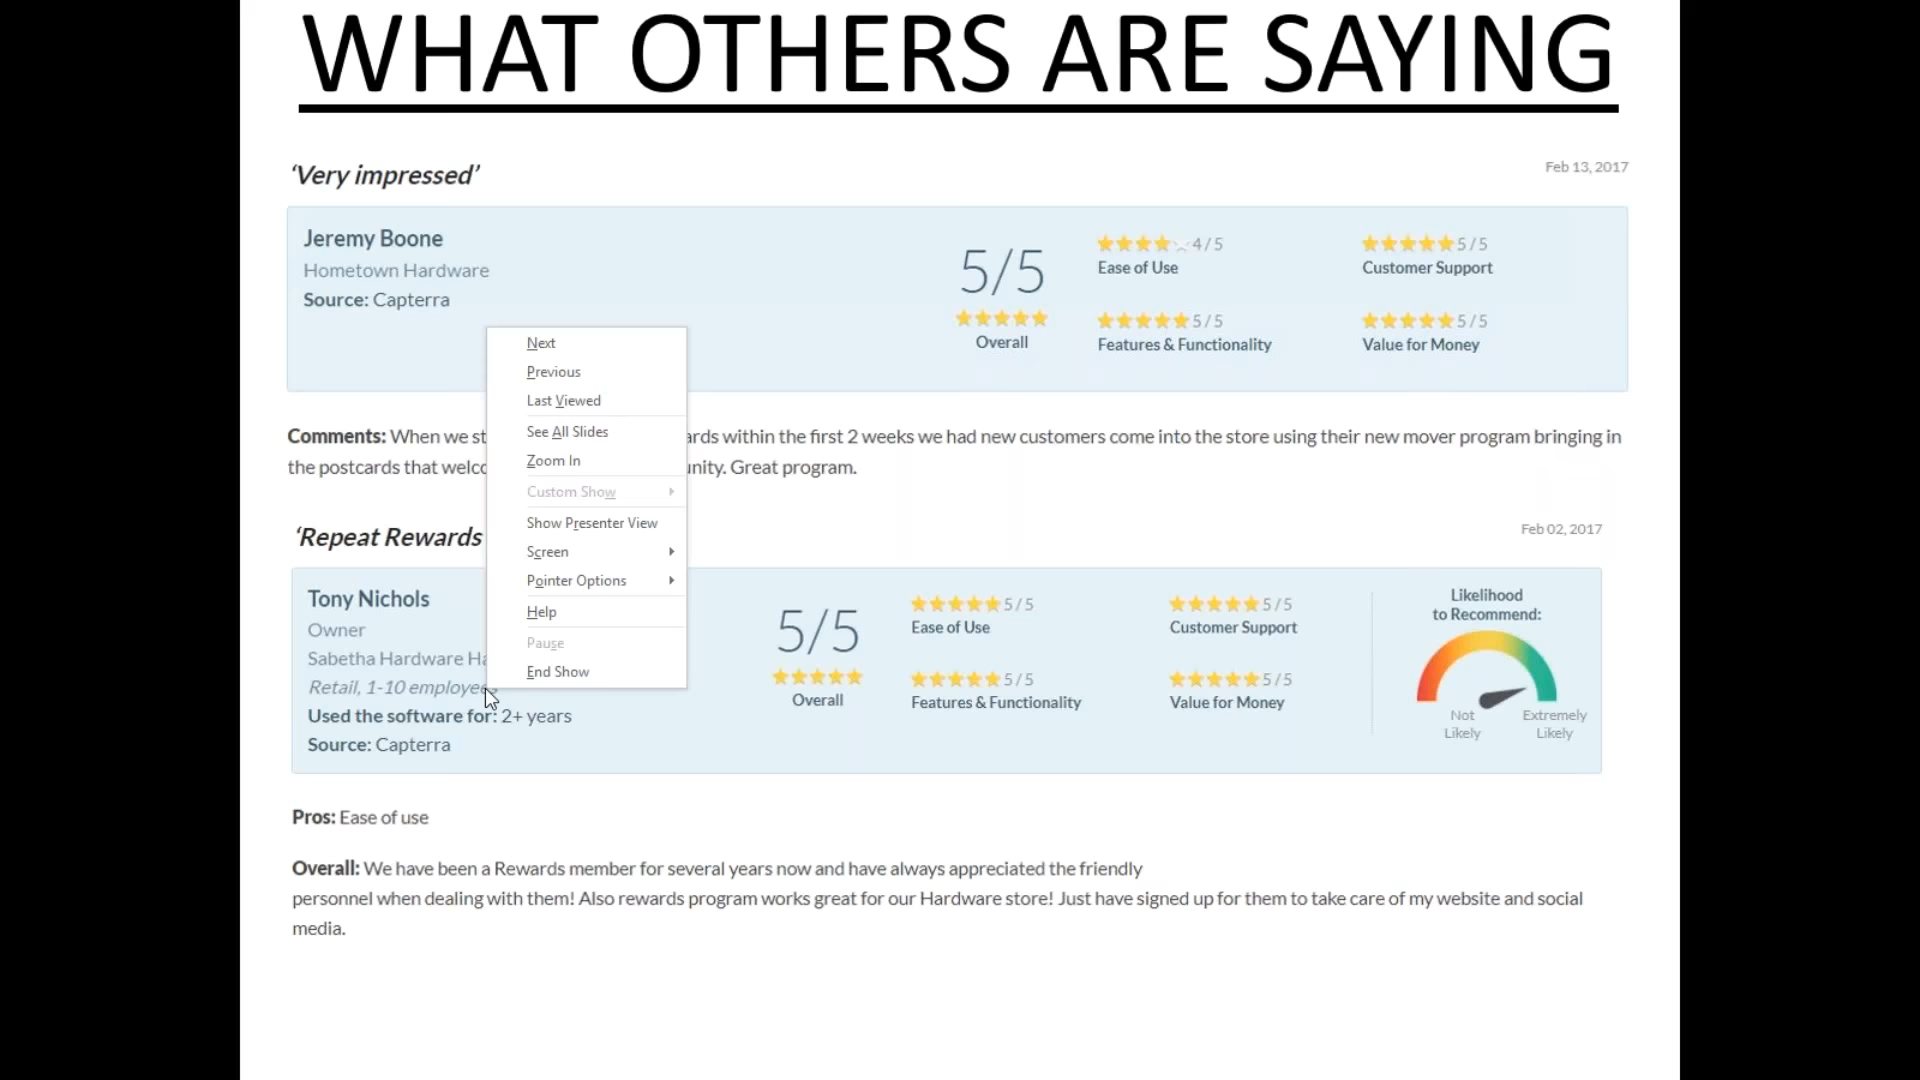 WHAT OTHERS ARE SAYING
‘Very impressed’
Feb 13, 2017
Jeremy Boone
Hometown Hardware
Source: Capterra
5/5
Overall
4/5
Ease of Use
5/5
Customer Support
5/5
Features & Functionality
5/5
Value for Money
Next
Previous
Last Viewed
See All Slides
Zoom In
Custom Show
Show Presenter View
Screen
Pointer Options
Help
Pause
End Show
Comments: When we within the first 2 weeks we had new customers come into the store using their new mover program bringing in
the postcards that Great program.
‘Repeat Rewards
Feb 02, 2017
Tony Nichols
Owner
Sabetha Hardware
Retail, 1-10 employees
Used the software for: 2+ years
Source: Capterra
5/5
Overall
5/5
Ease of Use
5/5
Customer Support
5/5
Features & Functionality
5/5
Value for Money
Likelihood
to Recommend:
Not
Likely
Extremely
Likely
Pros: Ease of use
Overall: We have been a Rewards member for several years now and have always appreciated the friendly
personnel when dealing with them! Also rewards program works great for our Hardware store! Just have signed up for them to take care of my website and social
media.